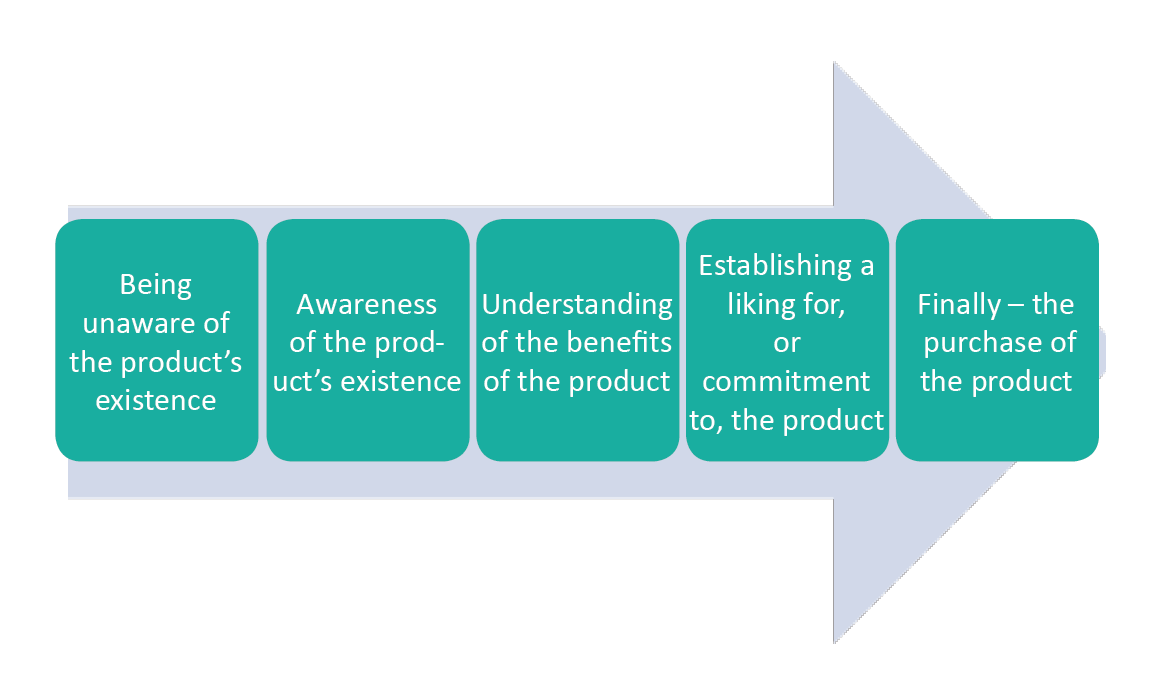 Being
unaware of
the product’s
existence
Awareness
of the prod-
uct’s existence
Understanding
of the benefits
of the product
Establishing a
liking for,
or
commitment
to, the product
Finally – the
purchase of
the product